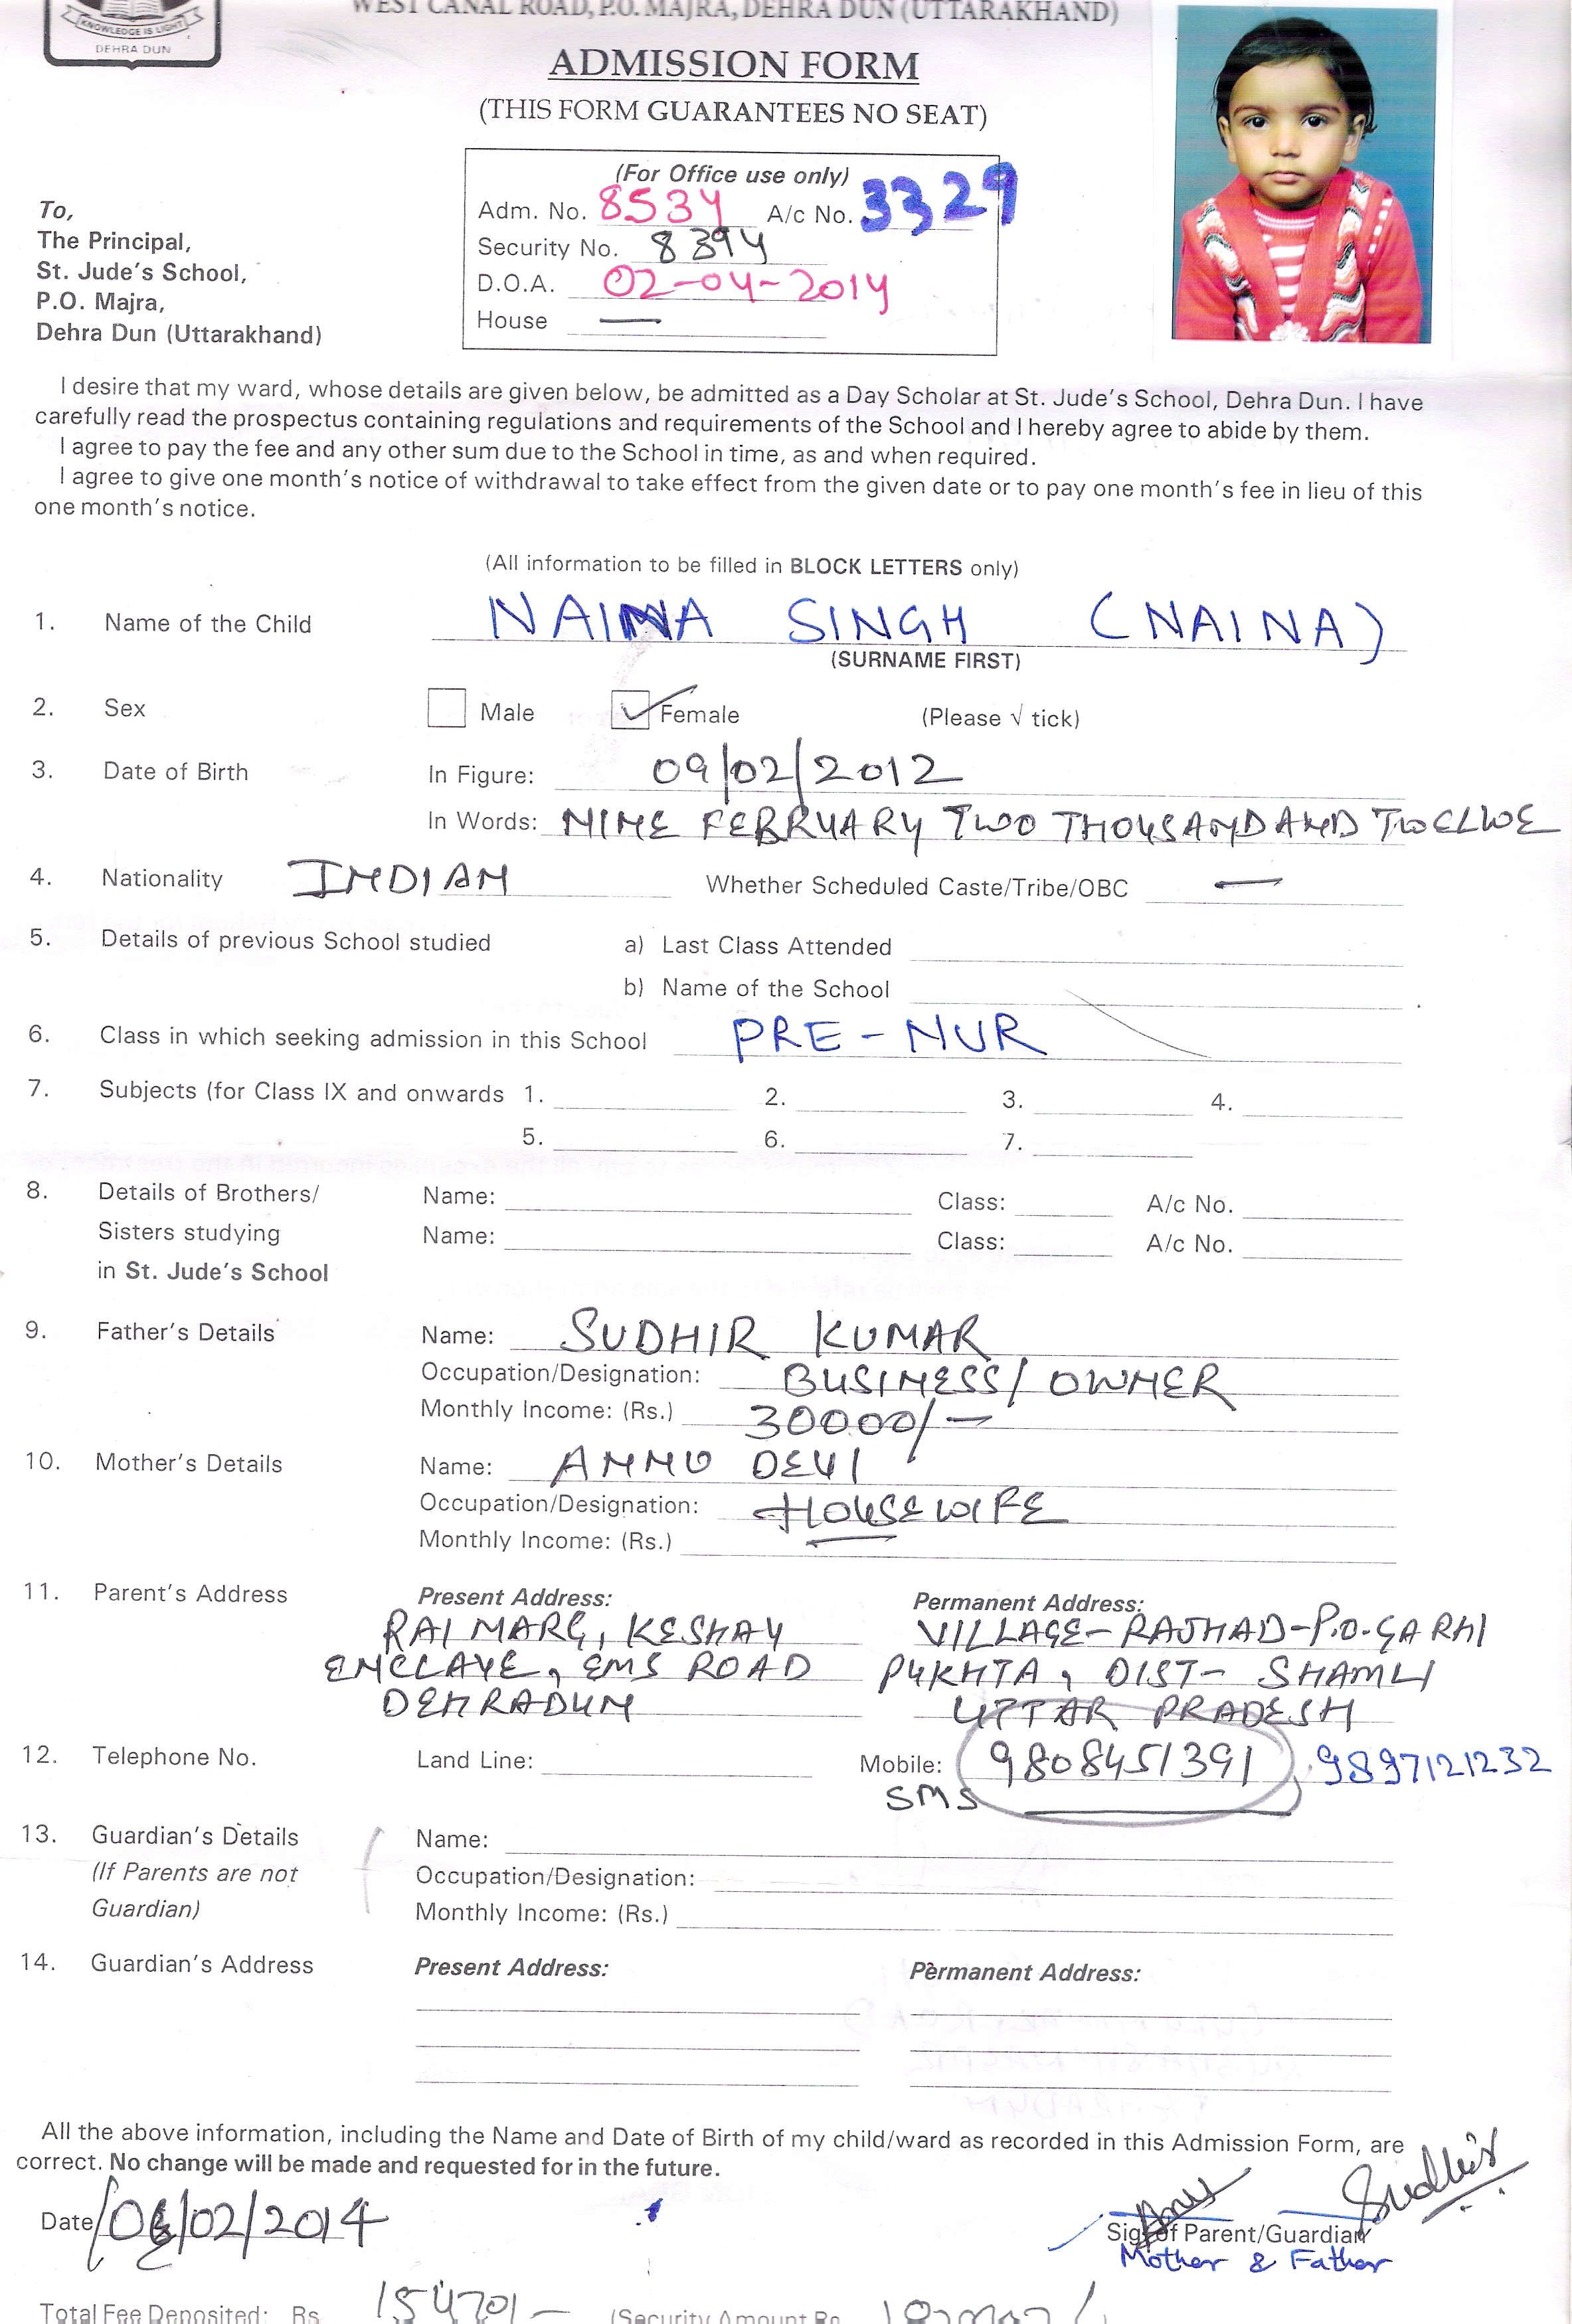 WEST CANAL ROAD, P.O. MAJRA, DEHRA DUN (UTTARAKHAND)
KNOWLEDGE IS LIGHT
DEHRA DUN
ADMISSION FORM
(THIS FORM GUARANTEES NO SEAT)
(For Office use only)
Adm. No. 8534 A/c No. 3329
Security No. 8394
D.O.A. 02-04-2014
House —
To,
The Principal,
St. Jude's School,
P.O. Majra,
Dehra Dun (Uttarakhand)
I desire that my ward, whose details are given below, be admitted as a Day Scholar at St. Jude's School, Dehra Dun. I have
carefully read the prospectus containing regulations and requirements of the School and I hereby agree to abide by them.
I agree to pay the fee and any other sum due to the School in time, as and when required.
I agree to give one month's notice of withdrawal to take effect from the given date or to pay one month's fee in lieu of this
one month's notice.
(All information to be filled in BLOCK LETTERS only)
1. Name of the Child NAINA SINGH (NAINA)
(SURNAME FIRST)
2. Sex Male ✓ Female (Please √ tick)
3. Date of Birth In Figure: 09/02/2012
In Words: NINE FEBRRUARY TWOO THOUSANDAND TWELWE
4. Nationality INDIAN Whether Scheduled Caste/Tribe/OBC —
5. Details of previous School studied a) Last Class Attended
b) Name of the School
6. Class in which seeking admission in this School PRE-NUR
7. Subjects (for Class IX and onwards 1. 2. 3. 4.
5. 6. 7.
8. Details of Brothers/ Name: Class: A/c No.
Sisters studying Name: Class: A/c No.
in St. Jude's School
9. Father's Details Name: SUDHIR KUMAR
Occupation/Designation: BUSINESS/OWNER
Monthly Income: (Rs.) 30000/-
10. Mother's Details Name: ANNU DEVI
Occupation/Designation: HOUSEWIFE
Monthly Income: (Rs.)
11. Parent's Address Present Address: Permanent Address:
RAJ MARG, KESHAV VILLAGE-RAJHAD-P.O.GARHI
ENCLAVE, GMS ROAD PUKHTA, DIST- SHAMLI
DEHRADUN UTTAR PRADESH
12. Telephone No. Land Line: Mobile: 9808451391, 9897121232
SMS
13. Guardian's Details Name:
(If Parents are not Occupation/Designation:
Guardian) Monthly Income: (Rs.)
14. Guardian's Address Present Address: Permanent Address:
All the above information, including the Name and Date of Birth of my child/ward as recorded in this Admission Form, are
correct. No change will be made and requested for in the future.
Sudhir
Date /02/2014 Sig. of Parent/Guardian
Mother & Father
Total Fee Deposited: Rs. (Security Amount Rs.